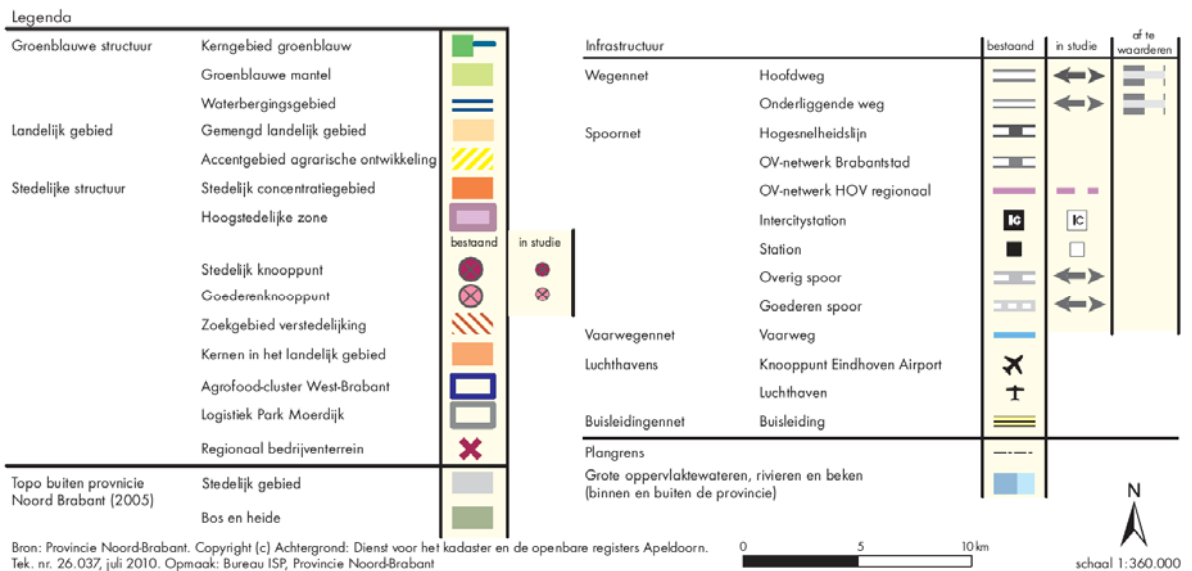 Legenda
Groenblauwe structuur Kerngebied groenblauw
Groenblauwe mantel
Waterbergingsgebied
Landelijk gebied Gemengd landelijk gebied
Accentgebied agrarische ontwikkeling
Stedelijke structuur Stedelijk concentratiegebied
Hoogstedelijke zone
bestaand in studie
Stedelijk knooppunt
Goederenknooppunt
Zoekgebied verstedelijking
Kernen in het landelijk gebied
Agrofood-cluster West-Brabant
Logistiek Park Moerdijk
Regionaal bedrijventerrein
Topo buiten provnicie Stedelijk gebied
Noord Brabant (2005)
Bos en heide
Infrastructuur bestaand in studie af te
waarderen
Wegennet Hoofdweg
Onderliggende weg
Spoornet Hogesnelheidslijn
OV-netwerk Brabantstad
OV-netwerk HOV regionaal
Intercitystation IC IC
Station
Overig spoor
Goederen spoor
Vaarwegennet Vaarweg
Luchthavens Knooppunt Eindhoven Airport
Luchthaven
Buisleidingennet Buisleiding
Plangrens
Grote oppervlaktewateren, rivieren en beken
(binnen en buiten de provincie)
Bron: Provincie Noord-Brabant. Copyright (c) Achtergrond: Dienst voor het kadaster en de openbare registers Apeldoorn.
Tek. nr. 26.037, juli 2010. Opmaak: Bureau ISP, Provincie Noord-Brabant
0 5 10 km
N
schaal 1:360.000